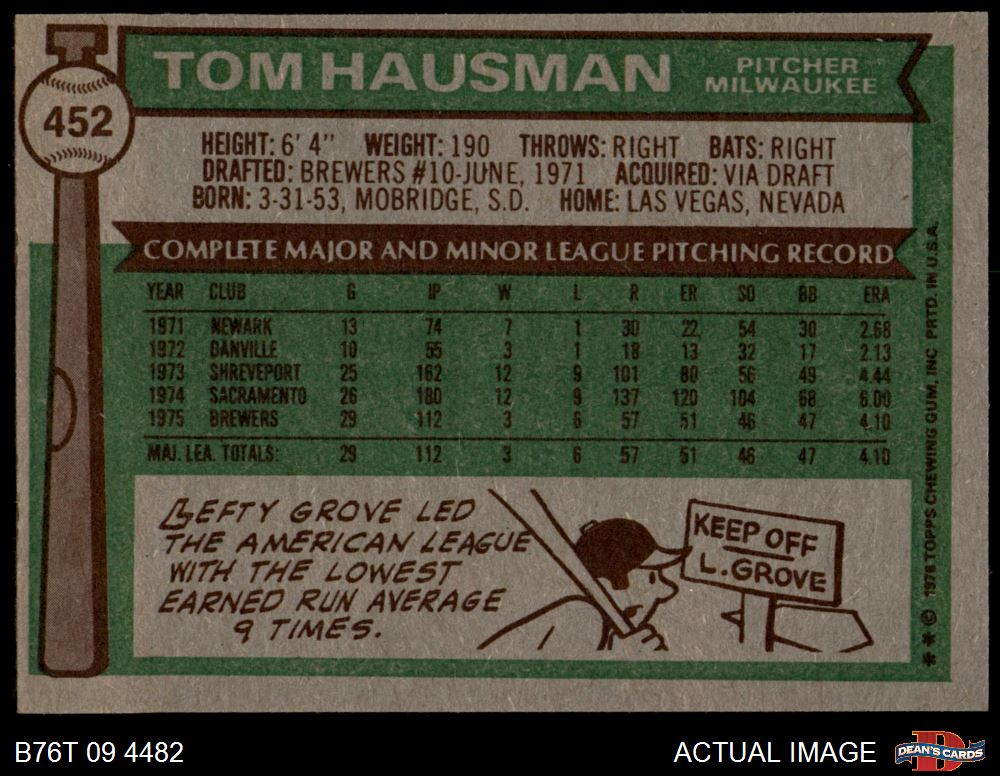 TOM HAUSMAN
PITCHER
MILWAUKEE
452
HEIGHT: 6' 4" WEIGHT: 190 THROWS: RIGHT BATS: RIGHT
DRAFTED: BREWERS #10-JUNE, 1971 ACQUIRED: VIA DRAFT
BORN: 3-31-53, MOBRIDGE, S.D. HOME: LAS VEGAS, NEVADA
COMPLETE MAJOR AND MINOR LEAGUE PITCHING RECORD
YEAR CLUB G IP W L R ER SO BB ERA
1971 NEWARK 13 74 7 1 30 22 54 30 2.68
1972 DANVILLE 10 55 3 1 18 13 32 17 2.13
1973 SHREVEPORT 25 162 12 9 101 80 56 49 4.44
1974 SACRAMENTO 26 180 12 9 137 120 104 68 6.00
1975 BREWERS 29 112 3 6 57 51 46 47 4.10
MAJ. LEA. TOTALS: 29 112 3 6 57 51 46 47 4.10
LEFTY GROVE LED
THE AMERICAN LEAGUE
WITH THE LOWEST
EARNED RUN AVERAGE
9 TIMES.
KEEP OFF
L. GROVE
** © 1976 TOPPS CHEWING GUM, INC PRTD. IN U.S.A.
B76T 09 4482
ACTUAL IMAGE
DEAN'S CARDS